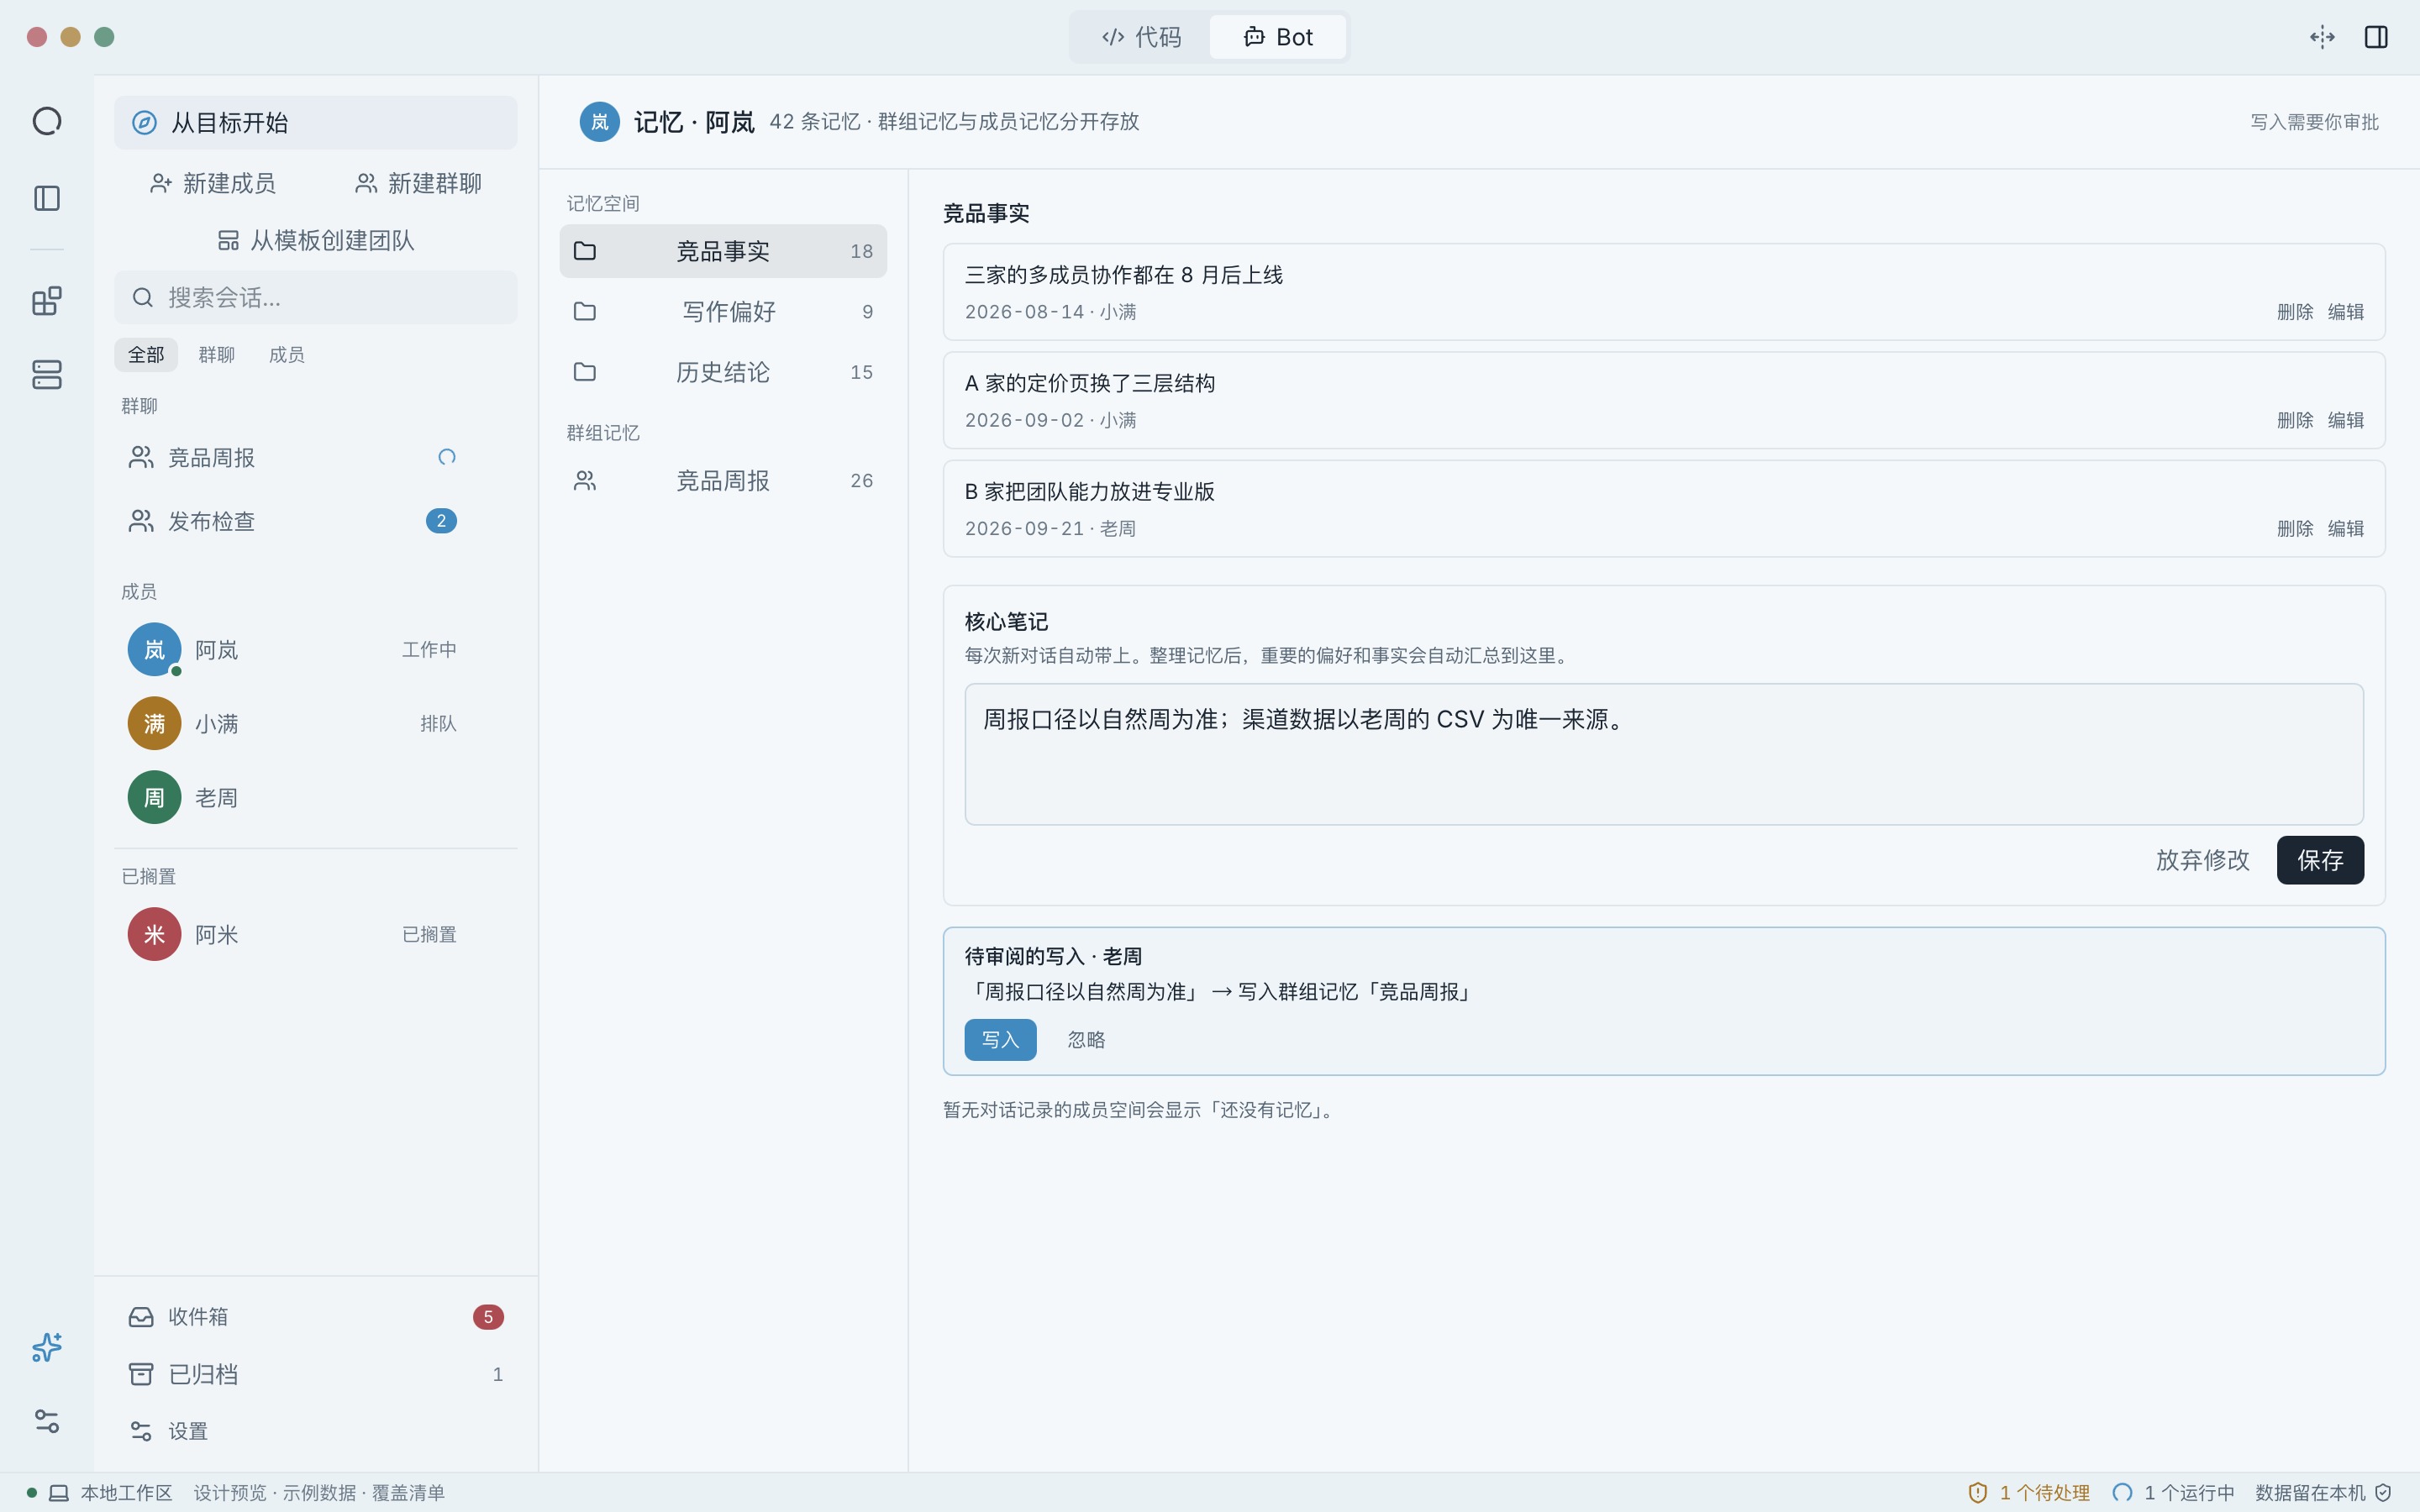 代码
Bot
从目标开始
新建成员
新建群聊
从模板创建团队
搜索会话...
全部
群聊
成员
群聊
竞品周报
发布检查
2
成员
岚
阿岚
工作中
满
小满
排队
周
老周
已搁置
米
阿米
已搁置
收件箱
5
已归档
1
设置
岚
记忆 · 阿岚
42 条记忆 · 群组记忆与成员记忆分开存放
写入需要你审批
记忆空间
竞品事实
18
写作偏好
9
历史结论
15
群组记忆
竞品周报
26
竞品事实
三家的多成员协作都在 8 月后上线
2026-08-14 · 小满
删除
编辑
A 家的定价页换了三层结构
2026-09-02 · 小满
删除
编辑
B 家把团队能力放进专业版
2026-09-21 · 老周
删除
编辑
核心笔记
每次新对话自动带上。整理记忆后，重要的偏好和事实会自动汇总到这里。
周报口径以自然周为准；渠道数据以老周的 CSV 为唯一来源。
放弃修改
保存
待审阅的写入 · 老周
「周报口径以自然周为准」 → 写入群组记忆「竞品周报」
写入
忽略
暂无对话记录的成员空间会显示「还没有记忆」。
本地工作区
设计预览 · 示例数据 · 覆盖清单
1 个待处理
1 个运行中
数据留在本机